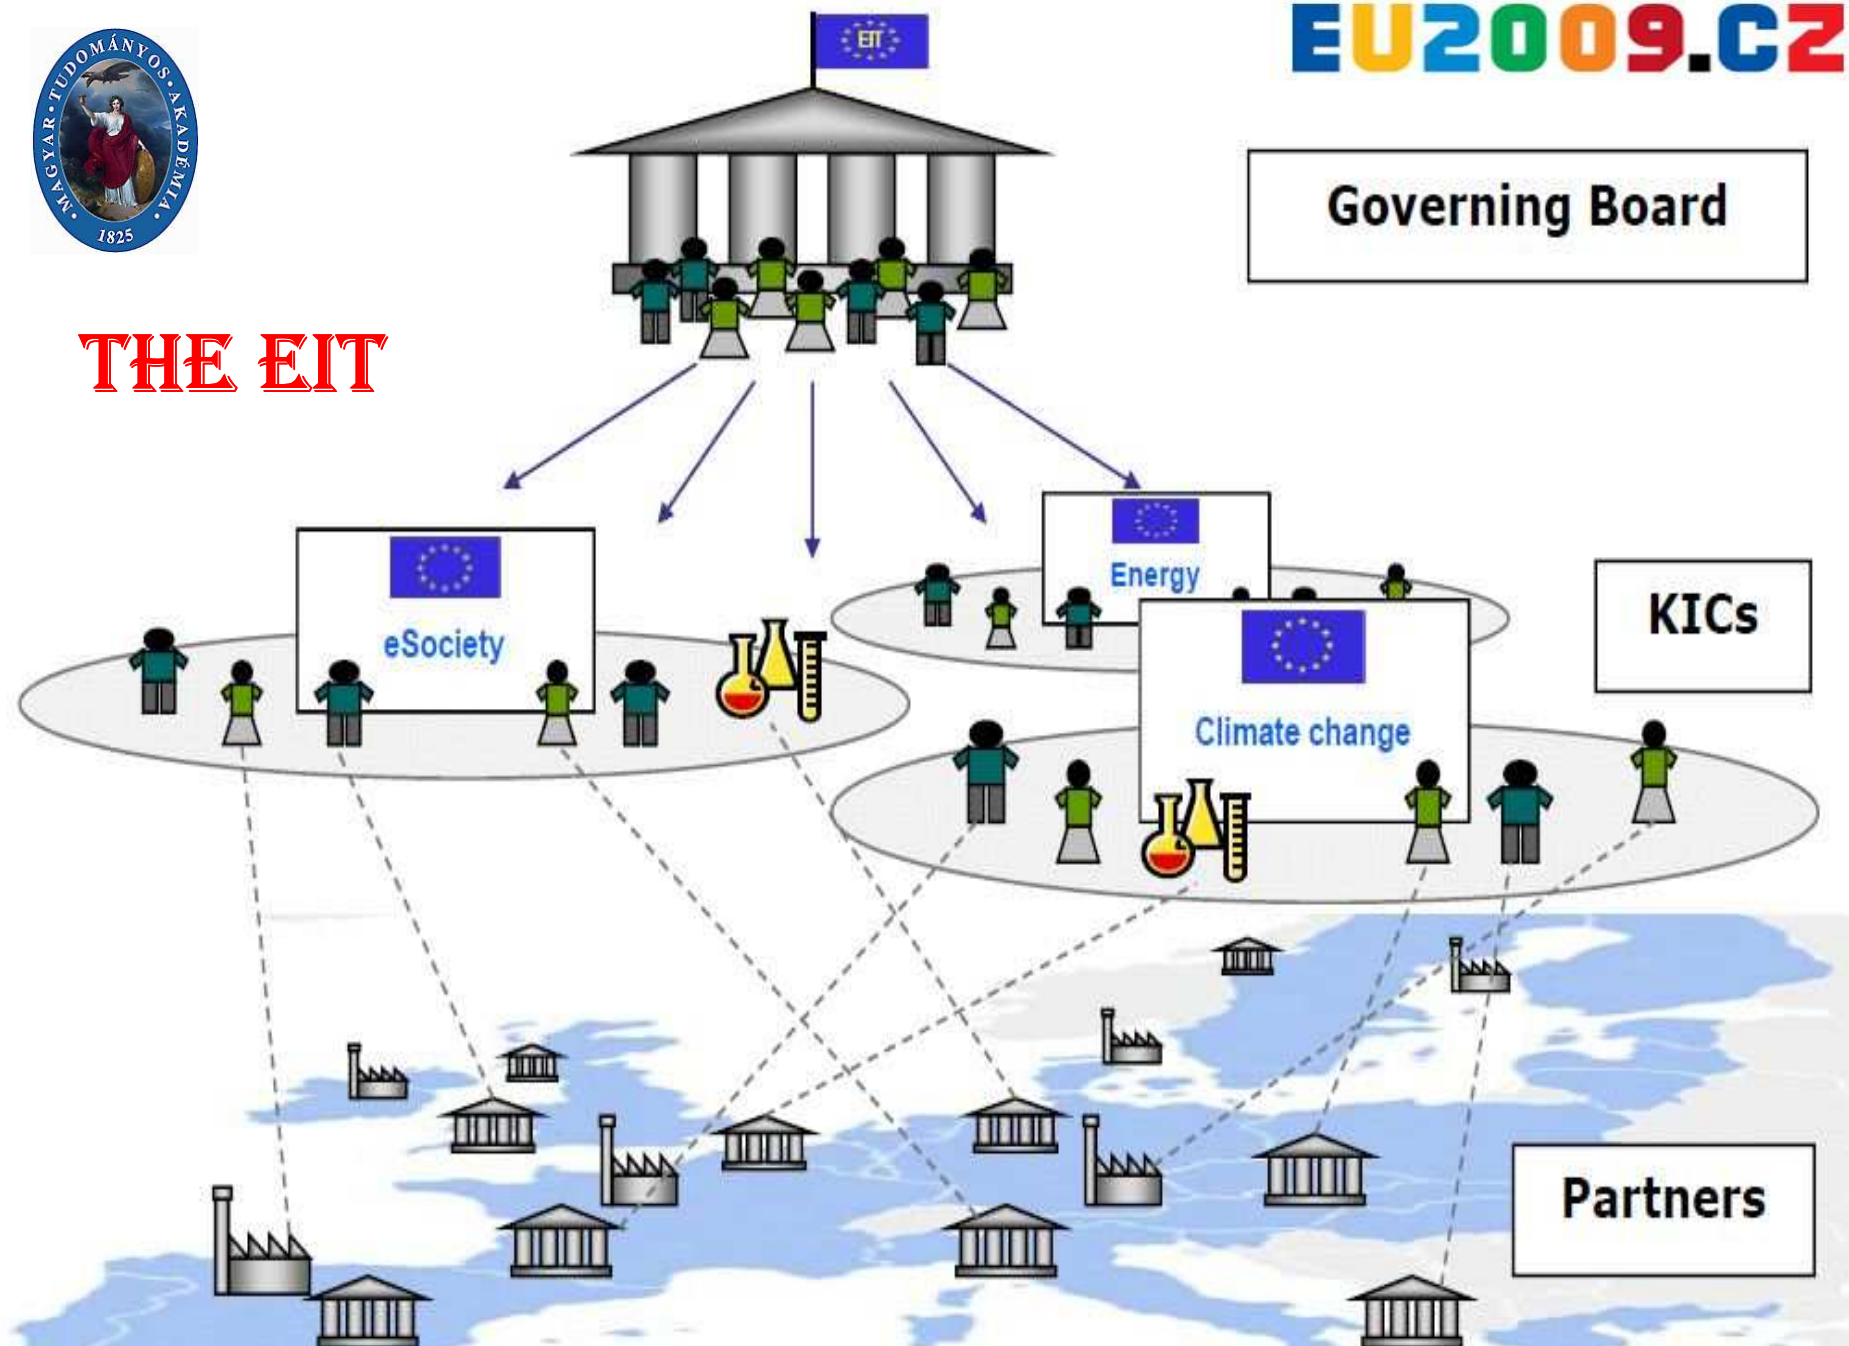 MAGYAR · TUDOMÁNYOS · AKADÉMIA
1825
EIT
EU2009.CZ
Governing Board
THE EIT
Energy
eSociety
KICs
Climate change
Partners